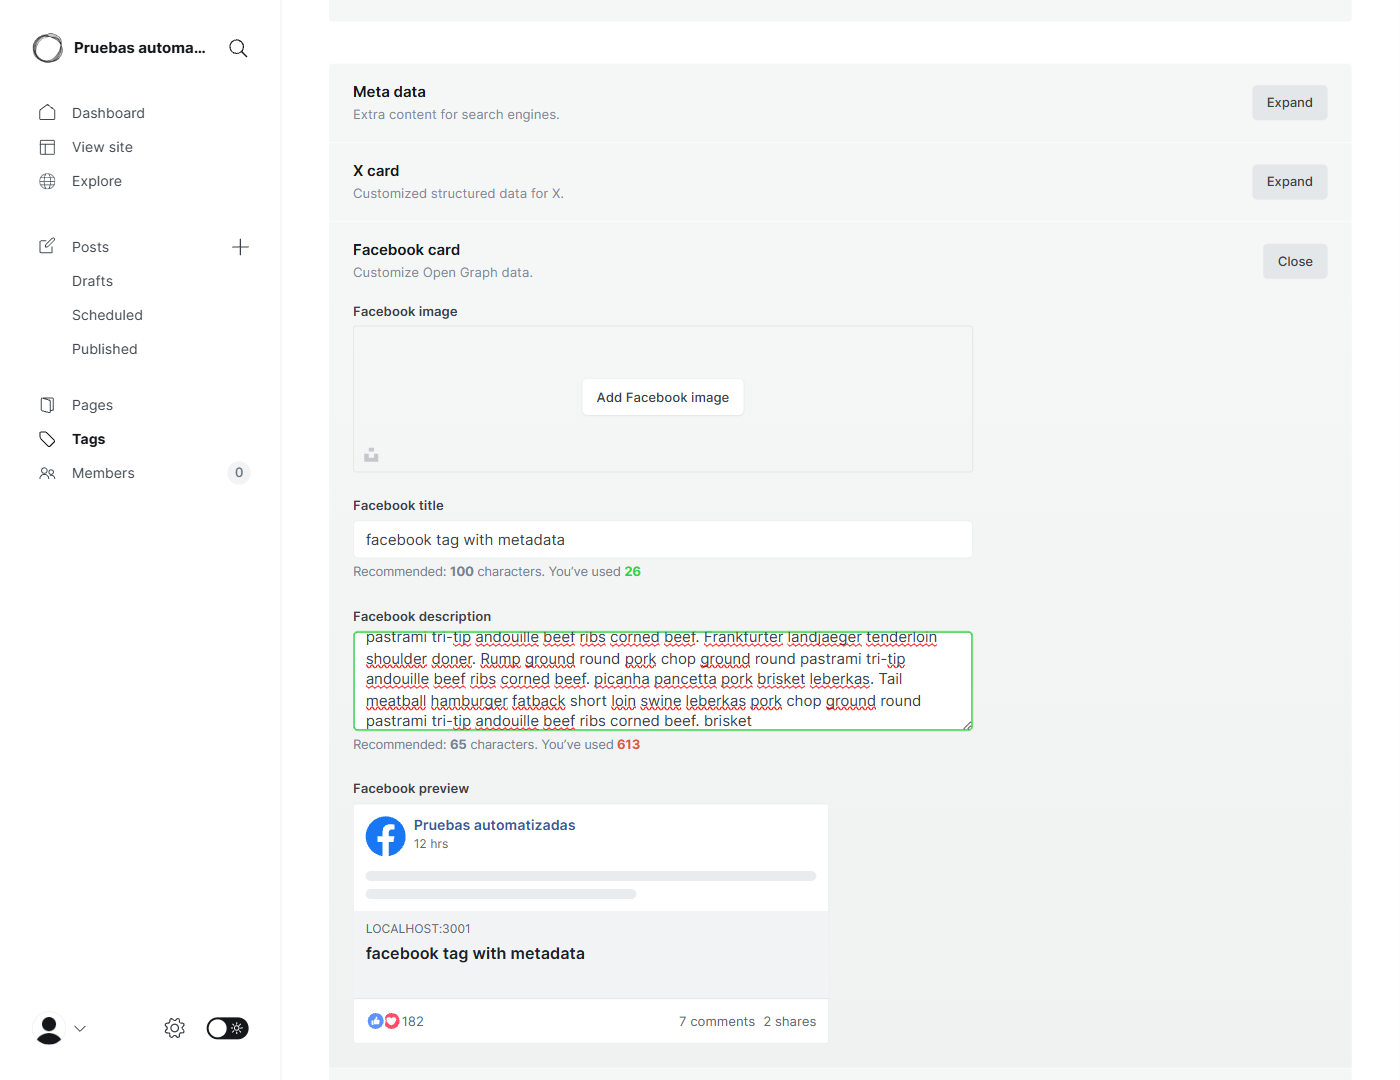 Pruebas automa...
Dashboard
View site
Explore
Posts
Drafts
Scheduled
Published
Pages
Tags
Members
0
Meta data
Extra content for search engines.
Expand
X card
Customized structured data for X.
Expand
Facebook card
Customize Open Graph data.
Close
Facebook image
Add Facebook image
Facebook title
facebook tag with metadata
Recommended: 100 characters. You’ve used 26
Facebook description
pastrami tri-tip andouille beef ribs corned beef. Frankfurter landjaeger tenderloin
shoulder doner. Rump ground round pork chop ground round pastrami tri-tip
andouille beef ribs corned beef. picanha pancetta pork brisket leberkas. Tail
meatball hamburger fatback short loin swine leberkas pork chop ground round
pastrami tri-tip andouille beef ribs corned beef. brisket
Recommended: 65 characters. You’ve used 613
Facebook preview
Pruebas automatizadas
12 hrs
LOCALHOST:3001
facebook tag with metadata
182
7 comments 2 shares